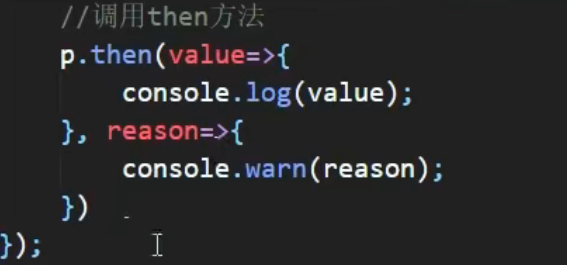 //调用then方法
p.then(value=>{
console.log(value);
}, reason=>{
console.warn(reason);
})
});